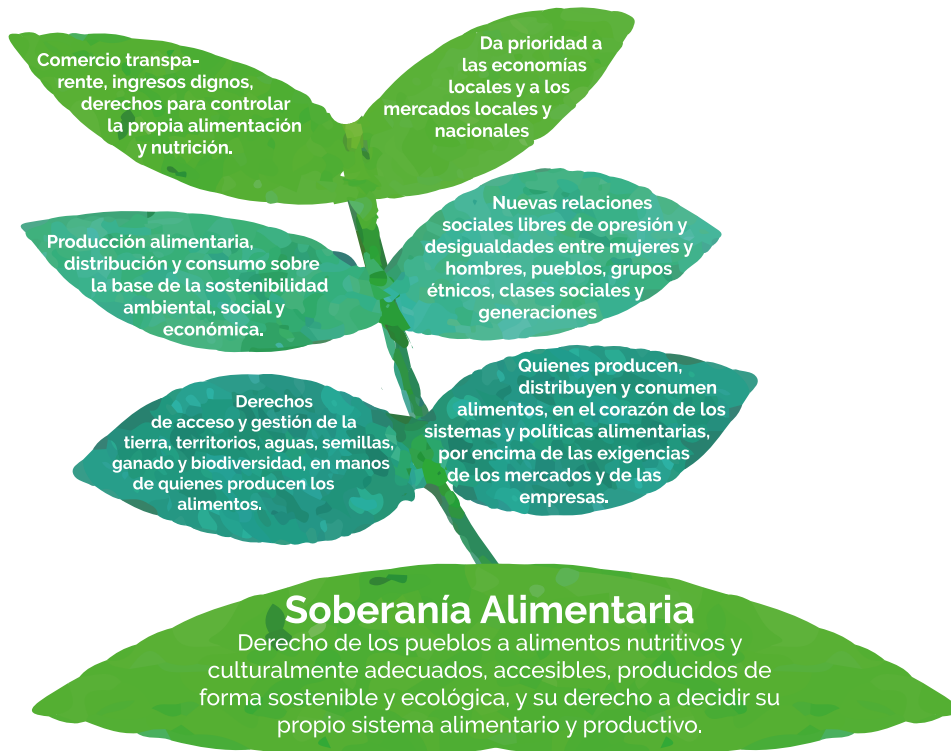 Comercio transpa-
rente, ingresos dignos,
derechos para controlar
la propia alimentación
y nutrición.
Da prioridad a
las economías
locales y a los
mercados locales y
nacionales
Producción alimentaria,
distribución y consumo sobre
la base de la sostenibilidad
ambiental, social y
económica.
Nuevas relaciones
sociales libres de opresión y
desigualdades entre mujeres y
hombres, pueblos, grupos
étnicos, clases sociales y
generaciones
Derechos
de acceso y gestión de la
tierra, territorios, aguas, semillas,
ganado y biodiversidad, en manos
de quienes producen los
alimentos.
Quienes producen,
distribuyen y conumen
alimentos, en el corazón de los
sistemas y políticas alimentarias,
por encima de las exigencias
de los mercados y de las
empresas.
Soberanía Alimentaria
Derecho de los pueblos a alimentos nutritivos y
culturalmente adecuados, accesibles, producidos de
forma sostenible y ecológica, y su derecho a decidir su
propio sistema alimentario y productivo.